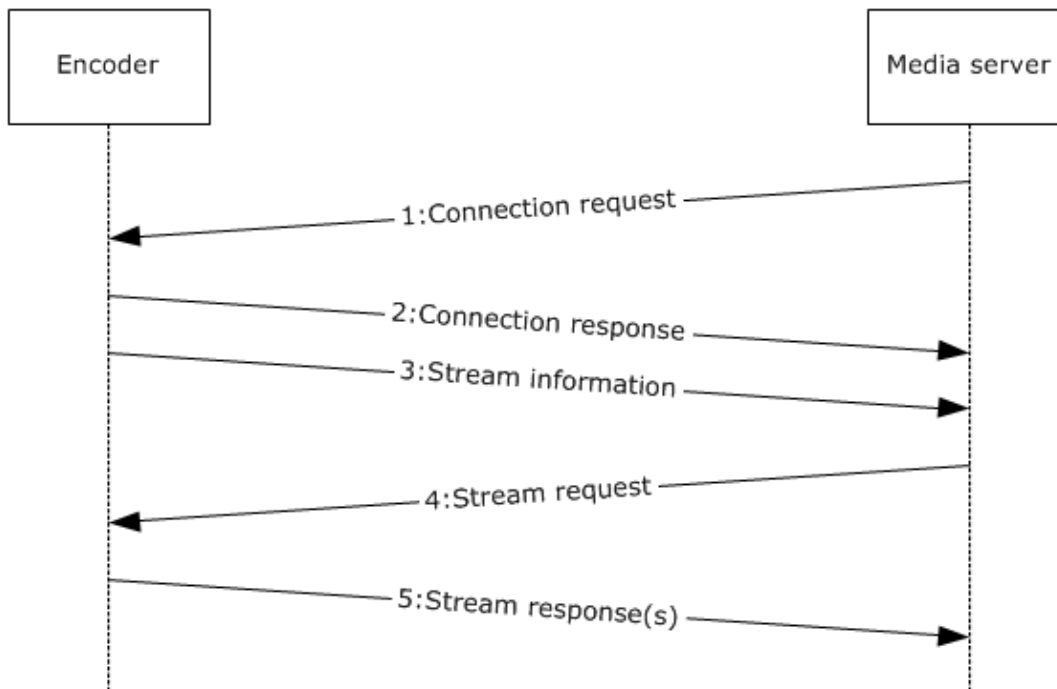 Encoder
Media server
1:Connection request
2:Connection response
3:Stream information
4:Stream request
5:Stream response(s)